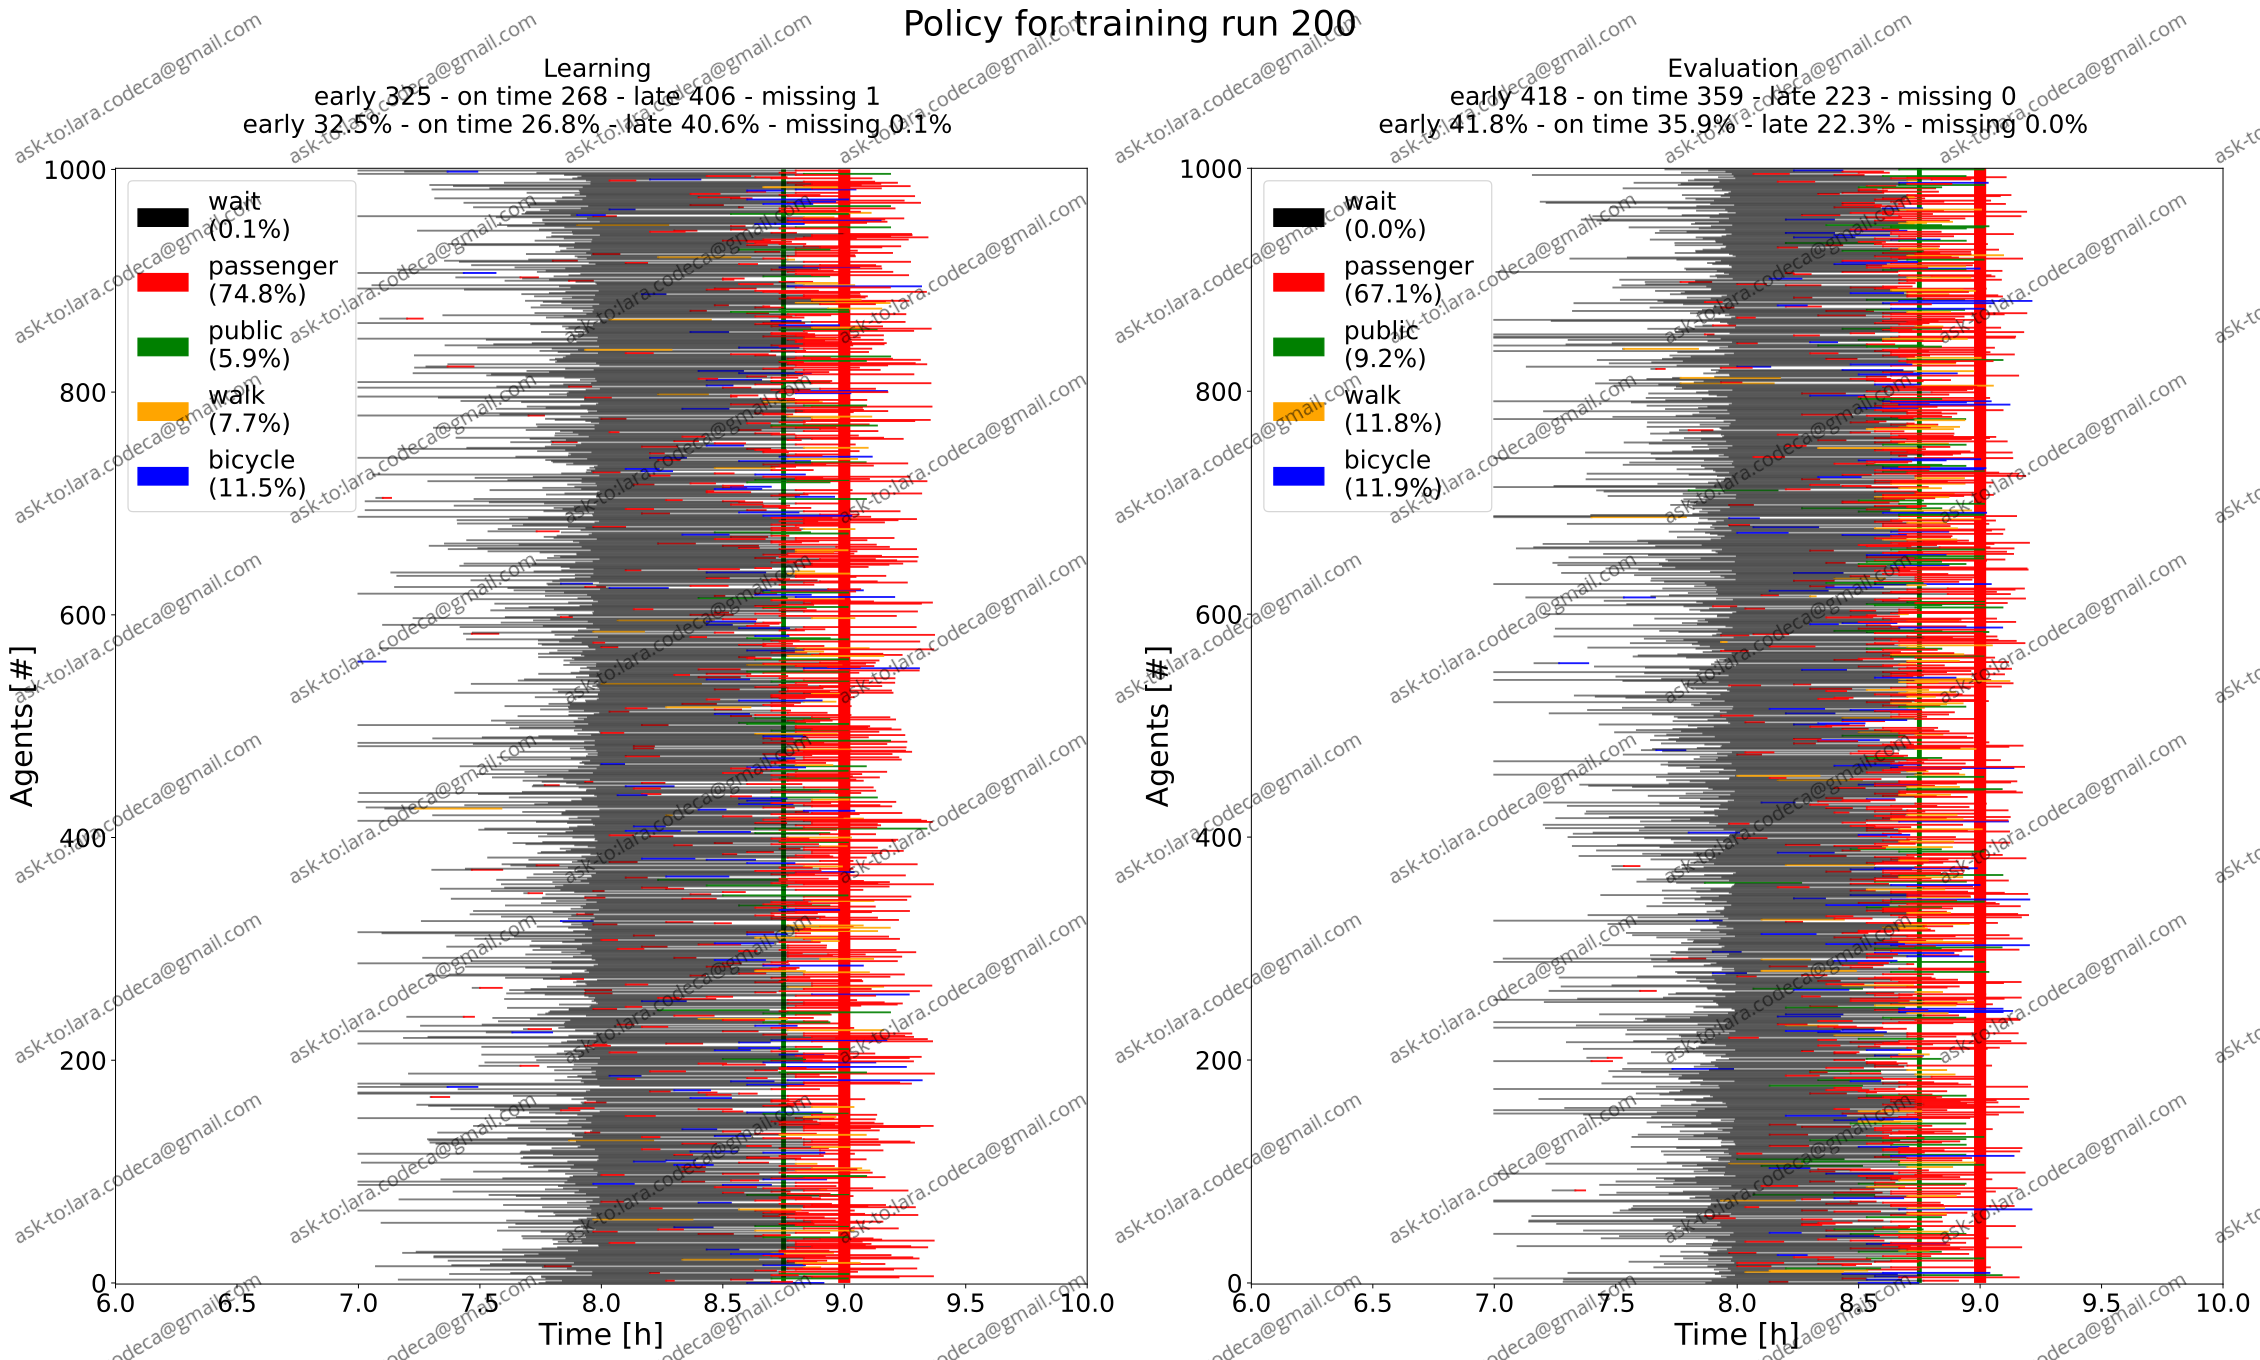 Policy for training run 200
Learning
early 325 - on time 268 - late 406 - missing 1
early 32.5% - on time 26.8% - late 40.6% - missing 0.1%
1000
800
600
400
200
0
Agents [#]
wait
(0.1%)
passenger
(74.8%)
public
(5.9%)
walk
(7.7%)
bicycle
(11.5%)
6.0 6.5 7.0 7.5 8.0 8.5 9.0 9.5 10.0
Time [h]
Evaluation
early 418 - on time 359 - late 223 - missing 0
early 41.8% - on time 35.9% - late 22.3% - missing 0.0%
1000
800
600
400
200
0
Agents [#]
wait
(0.0%)
passenger
(67.1%)
public
(9.2%)
walk
(11.8%)
bicycle
(11.9%)
6.0 6.5 7.0 7.5 8.0 8.5 9.0 9.5 10.0
Time [h]
ask-to:lara.codeca@gmail.com